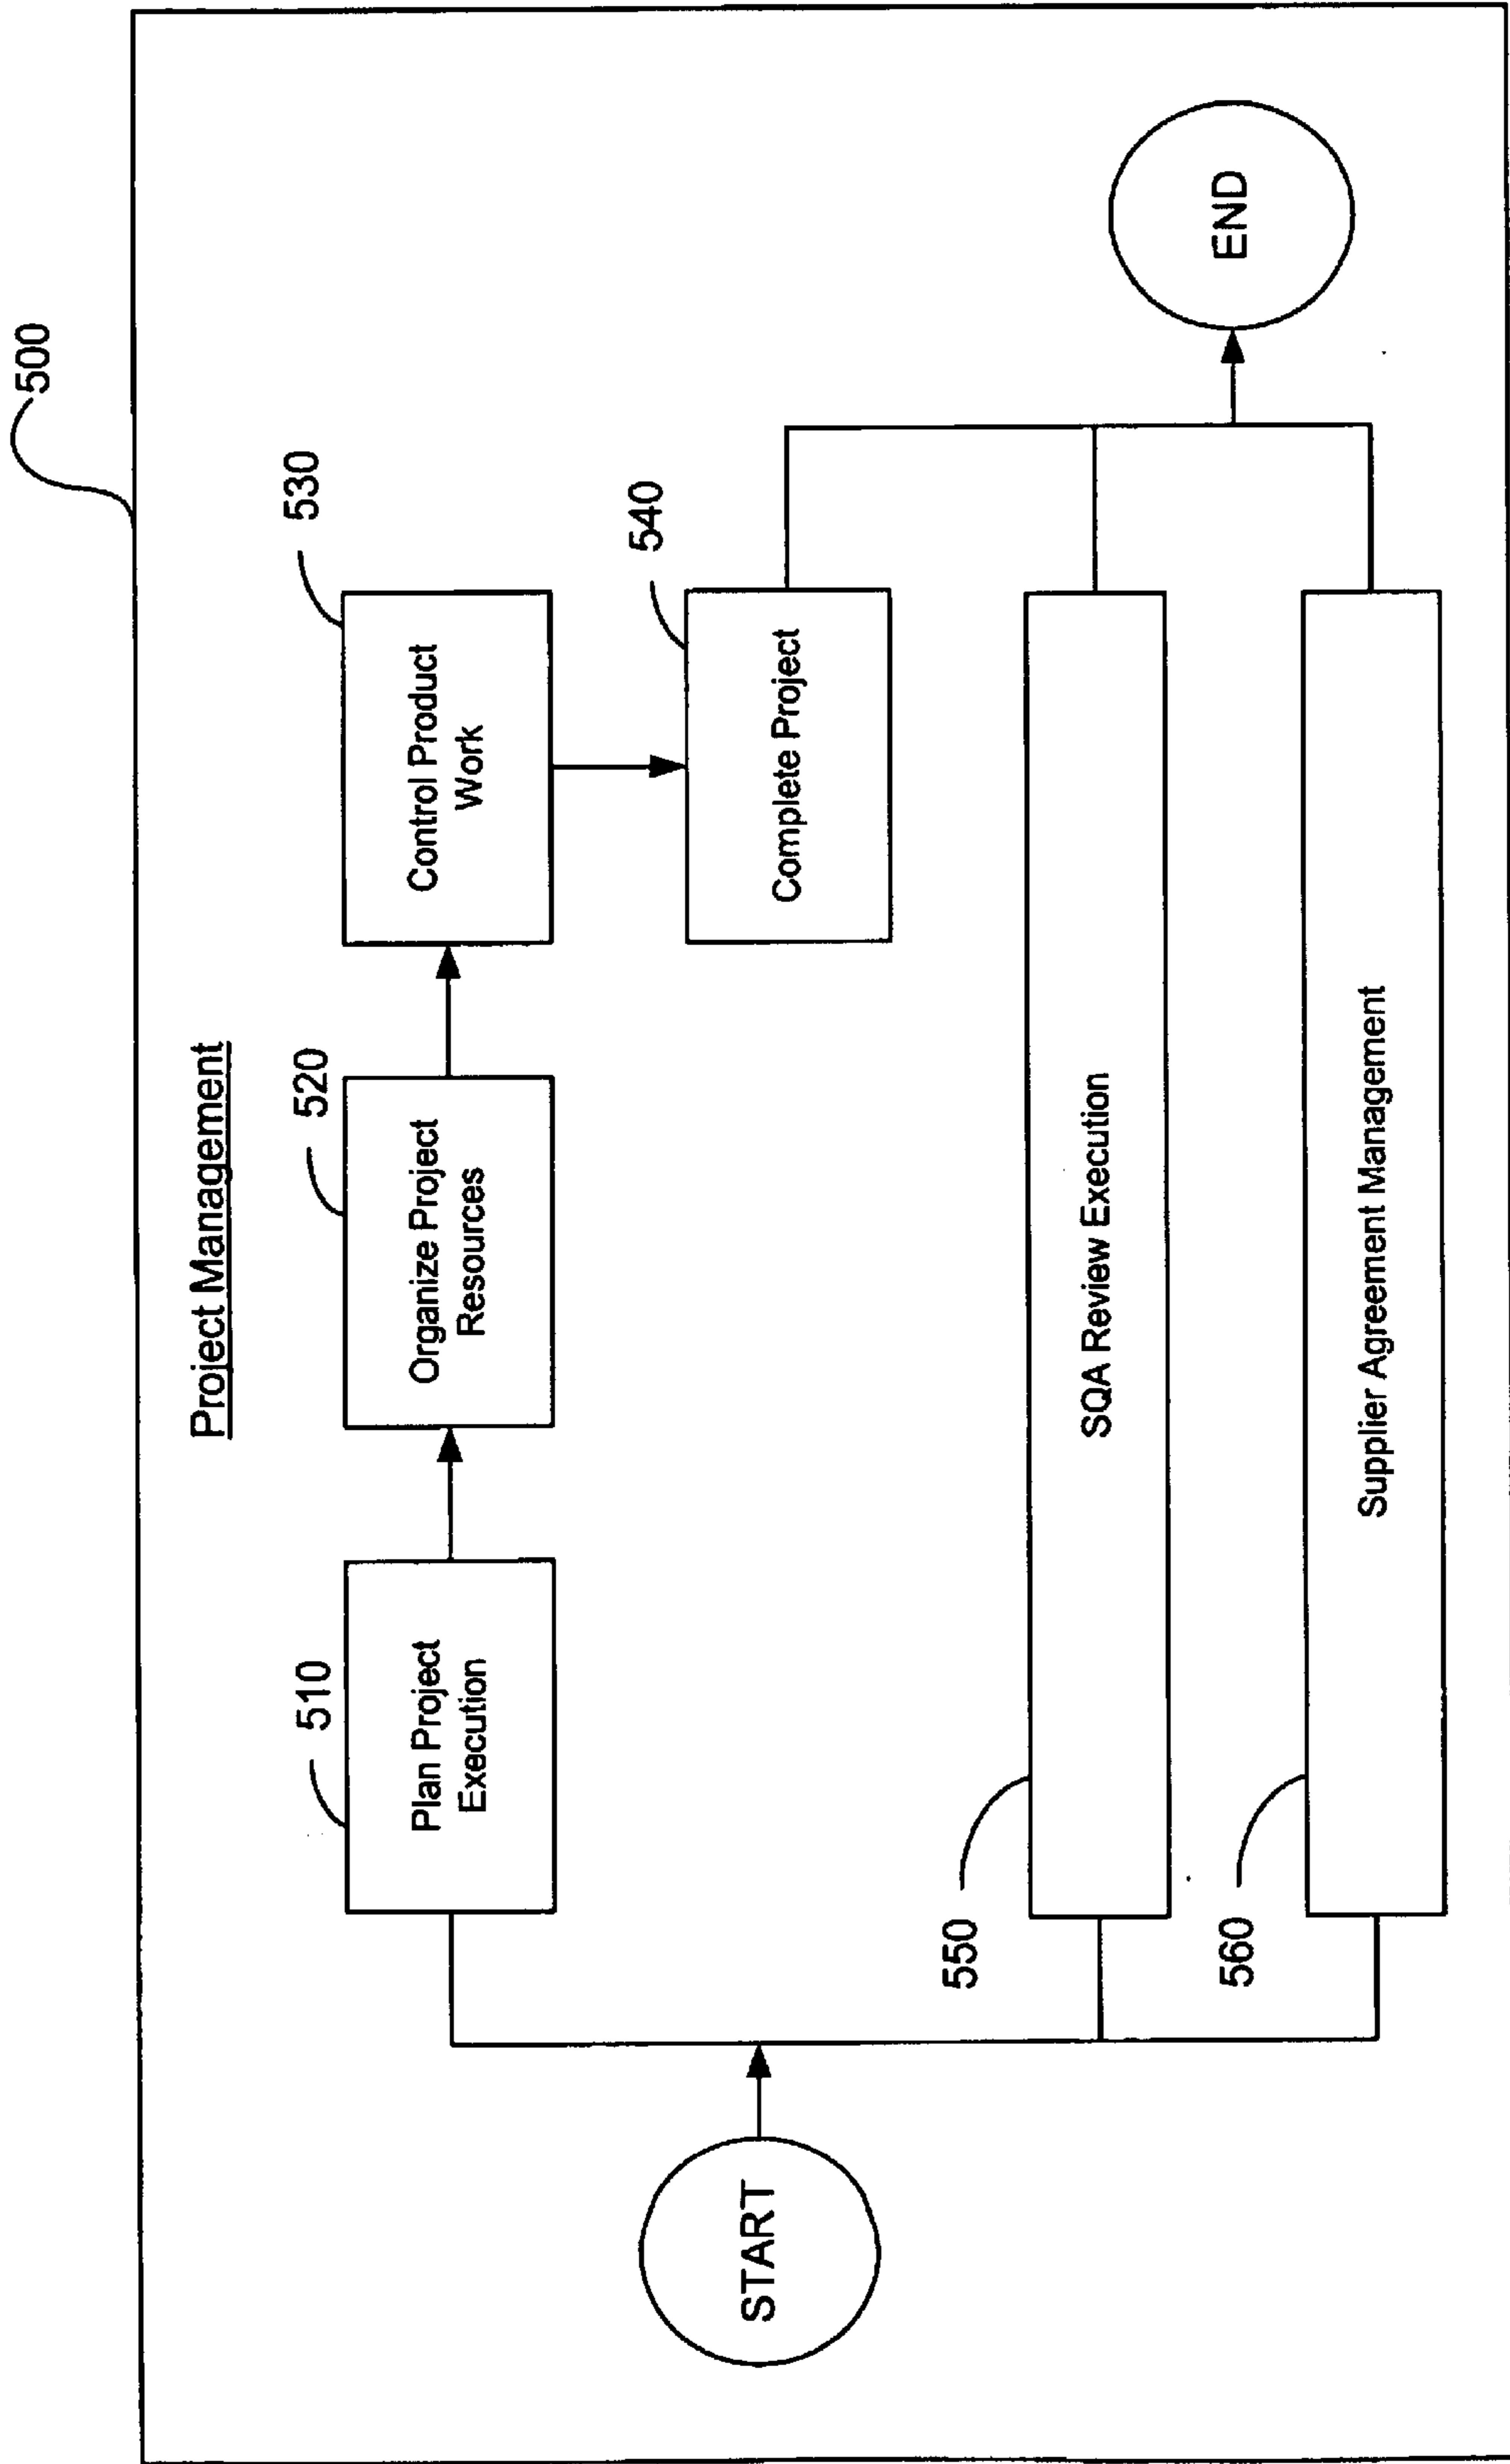 500
Project Management
510
Plan Project
Execution
520
Organize Project
Resources
530
Control Product
Work
540
Complete Project
START
550
SQA Review Execution
560
Supplier Agreement Management
END